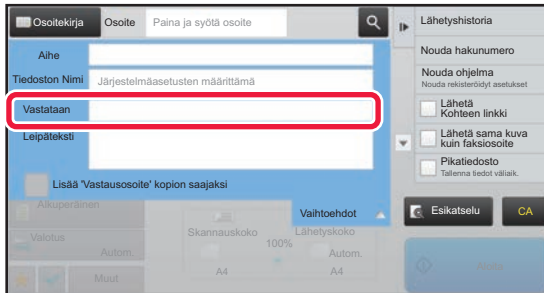 Osoitekirja
Osoite
Paina ja syötä osoite
Aihe
Tiedoston Nimi
Järjestelmäasetusten määrittämä
Vastataan
Leipäteksti
Lisää 'Vastausosoite' kopion saajaksi
Vaihtoehdot
Alkuperäinen
Valotus
Autom.
Muut
Skannauskoko
A4
100%
Lähetyskoko
Autom.
A4
Lähetyshistoria
Nouda hakunumero
Nouda ohjelma
Nouda rekisteröidyt asetukset
Lähetä
Kohteen linkki
Lähetä sama kuva
kuin faksiosoite
Pikatiedosto
Tallenna tiedot väliaik.
Esikatselu
CA